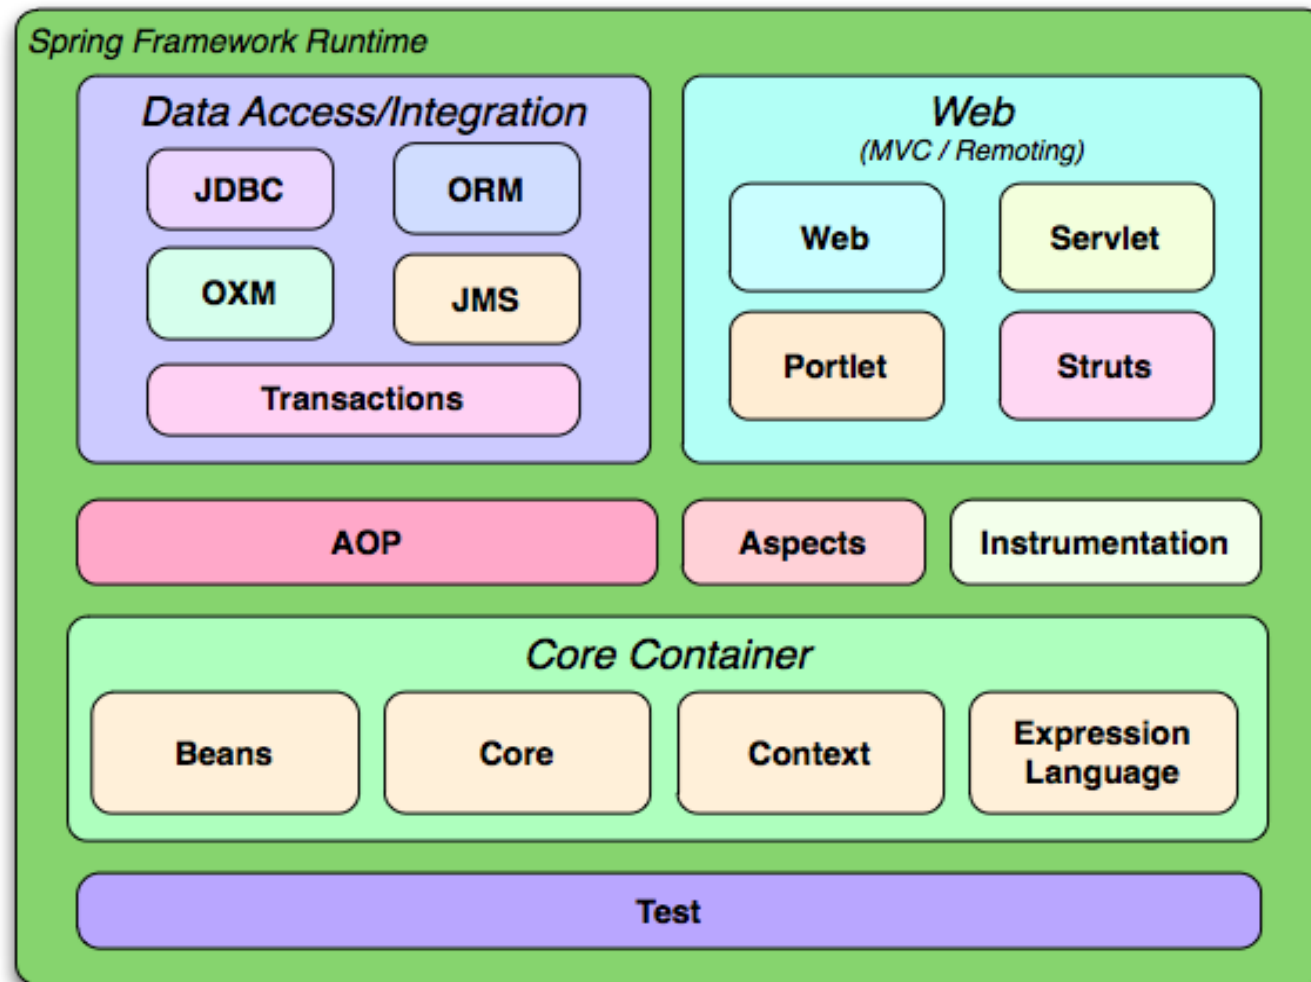 Spring Framework Runtime
Data Access/Integration
JDBC
ORM
OXM
JMS
Transactions
Web
(MVC / Remoting)
Web
Servlet
Portlet
Struts
AOP
Aspects
Instrumentation
Core Container
Beans
Core
Context
Expression
Language
Test